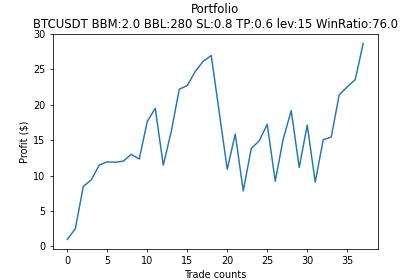 Portfolio
BTCUSDT BBM:2.0 BBL:280 SL:0.8 TP:0.6 lev:15 WinRatio:76.0
30
25
20
15
10
5
0
Profit ($)
0 5 10 15 20 25 30 35
Trade counts